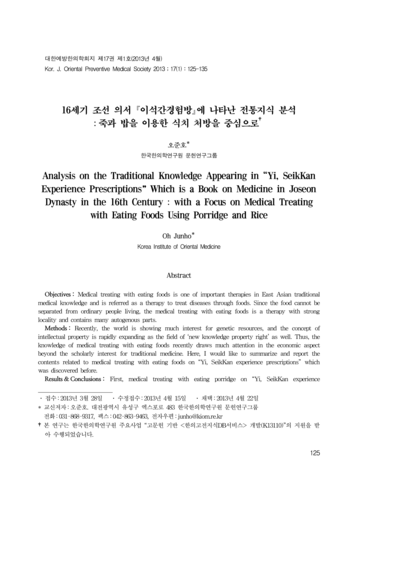 대한예방한의학회지 제17권 제1호(2013년 4월)
Kor. J. Oriental Preventive Medical Society 2013 ; 17(1) : 125-135
16세기 조선 의서 『이석간경험방』에 나타난 전통지식 분석
: 죽과 밥을 이용한 식치 처방을 중심으로†
오준호*
한국한의학연구원 문헌연구그룹
Analysis on the Traditional Knowledge Appearing in "Yi, SeikKan
Experience Prescriptions" Which is a Book on Medicine in Joseon
Dynasty in the 16th Century : with a Focus on Medical Treating
with Eating Foods Using Porridge and Rice
Oh Junho*
Korea Institute of Oriental Medicine
Abstract
Objectives : Medical treating with eating foods is one of important therapies in East Asian traditional
medical knowledge and is referred as a therapy to treat diseases through foods. Since the food cannot be
separated from ordinary people living, the medical treating with eating foods is a therapy with strong
locality and contains many autogenous parts.
Methods : Recently, the world is showing much interest for genetic resources, and the concept of
intellectual property is rapidly expanding as the field of 'new knowledge property right' as well. Thus, the
knowledge of medical treating with eating foods recently draws much attention in the economic aspect
beyond the scholarly interest for traditional medicine. Here, I would like to summarize and report the
contents related to medical treating with eating foods on "Yi, SeikKan experience prescriptions" which
was discovered before.
Results & Conclusions : First, medical treating with eating porridge on "Yi, SeikKan experience
・ 접수 : 2013년 3월 28일 ・ 수정접수 : 2013년 4월 15일 ・ 채택 : 2013년 4월 22일
* 교신저자 : 오준호, 대전광역시 유성구 엑스포로 483 한국한의학연구원 문헌연구그룹
전화 : 031-868-9317, 팩스 : 042-863-9463, 전자우편 : junho@kiom.re.kr
† 본 연구는 한국한의학연구원 주요사업 "고문헌 기반 <한의고전지식DB서비스> 개발(K13110)"의 지원을 받
아 수행되었습니다.
125